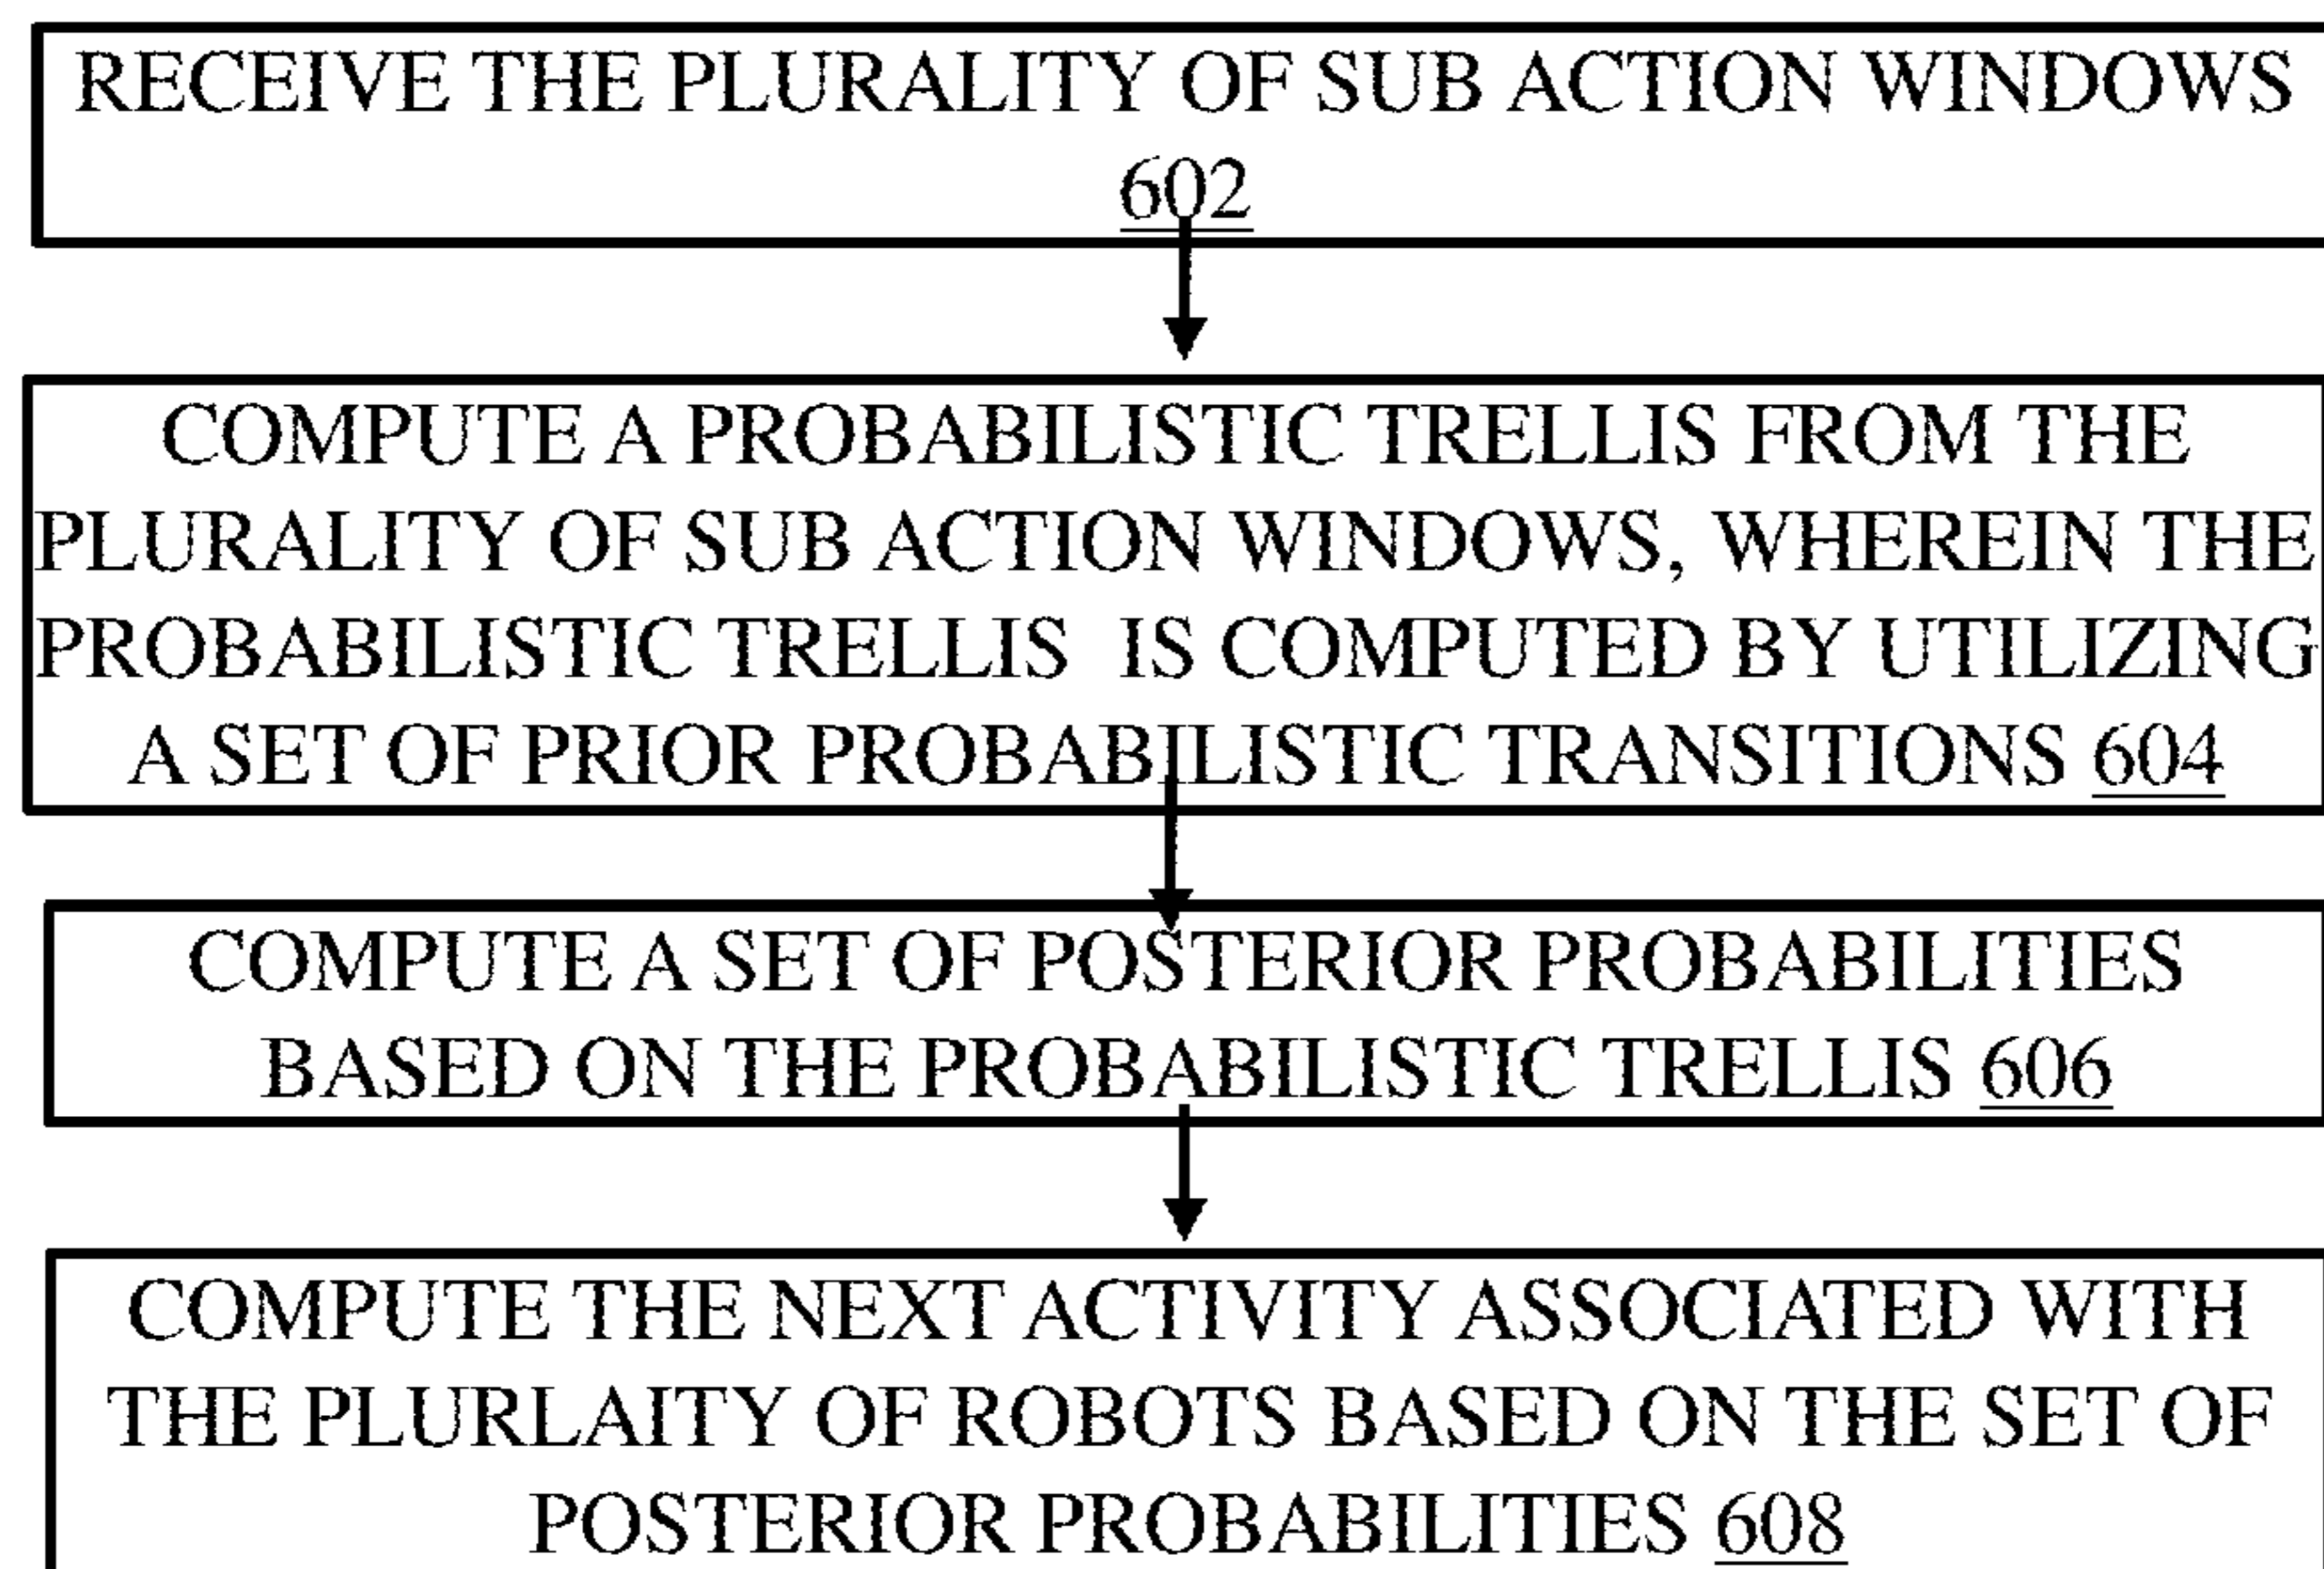 RECEIVE THE PLURALITY OF SUB ACTION WINDOWS
602
COMPUTE A PROBABILISTIC TRELLIS FROM THE
PLURALITY OF SUB ACTION WINDOWS, WHEREIN THE
PROBABILISTIC TRELLIS IS COMPUTED BY UTILIZING
A SET OF PRIOR PROBABILISTIC TRANSITIONS 604
COMPUTE A SET OF POSTERIOR PROBABILITIES
BASED ON THE PROBABILISTIC TRELLIS 606
COMPUTE THE NEXT ACTIVITY ASSOCIATED WITH
THE PLURLAITY OF ROBOTS BASED ON THE SET OF
POSTERIOR PROBABILITIES 608